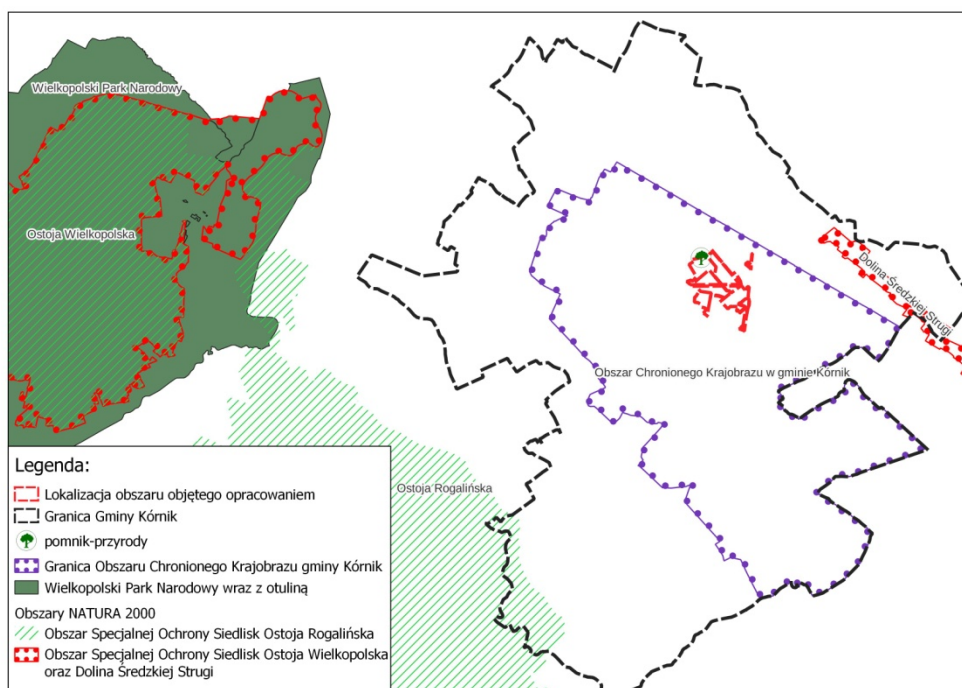 Wielkopolski Park Narodowy
Ostoja Wielkopolska
Dolina Średzkiej Strugi
Obszar Chronionego Krajobrazu w gminie Kórnik
Ostoja Rogalińska
Legenda:
Lokalizacja obszaru objętego opracowaniem
Granica Gminy Kórnik
pomnik-przyrody
Granica Obszaru Chronionego Krajobrazu gminy Kórnik
Wielkopolski Park Narodowy wraz z otuliną
Obszary NATURA 2000
Obszar Specjalnej Ochrony Siedlisk Ostoja Rogalińska
Obszar Specjalnej Ochrony Siedlisk Ostoja Wielkopolska
oraz Dolina Średzkiej Strugi